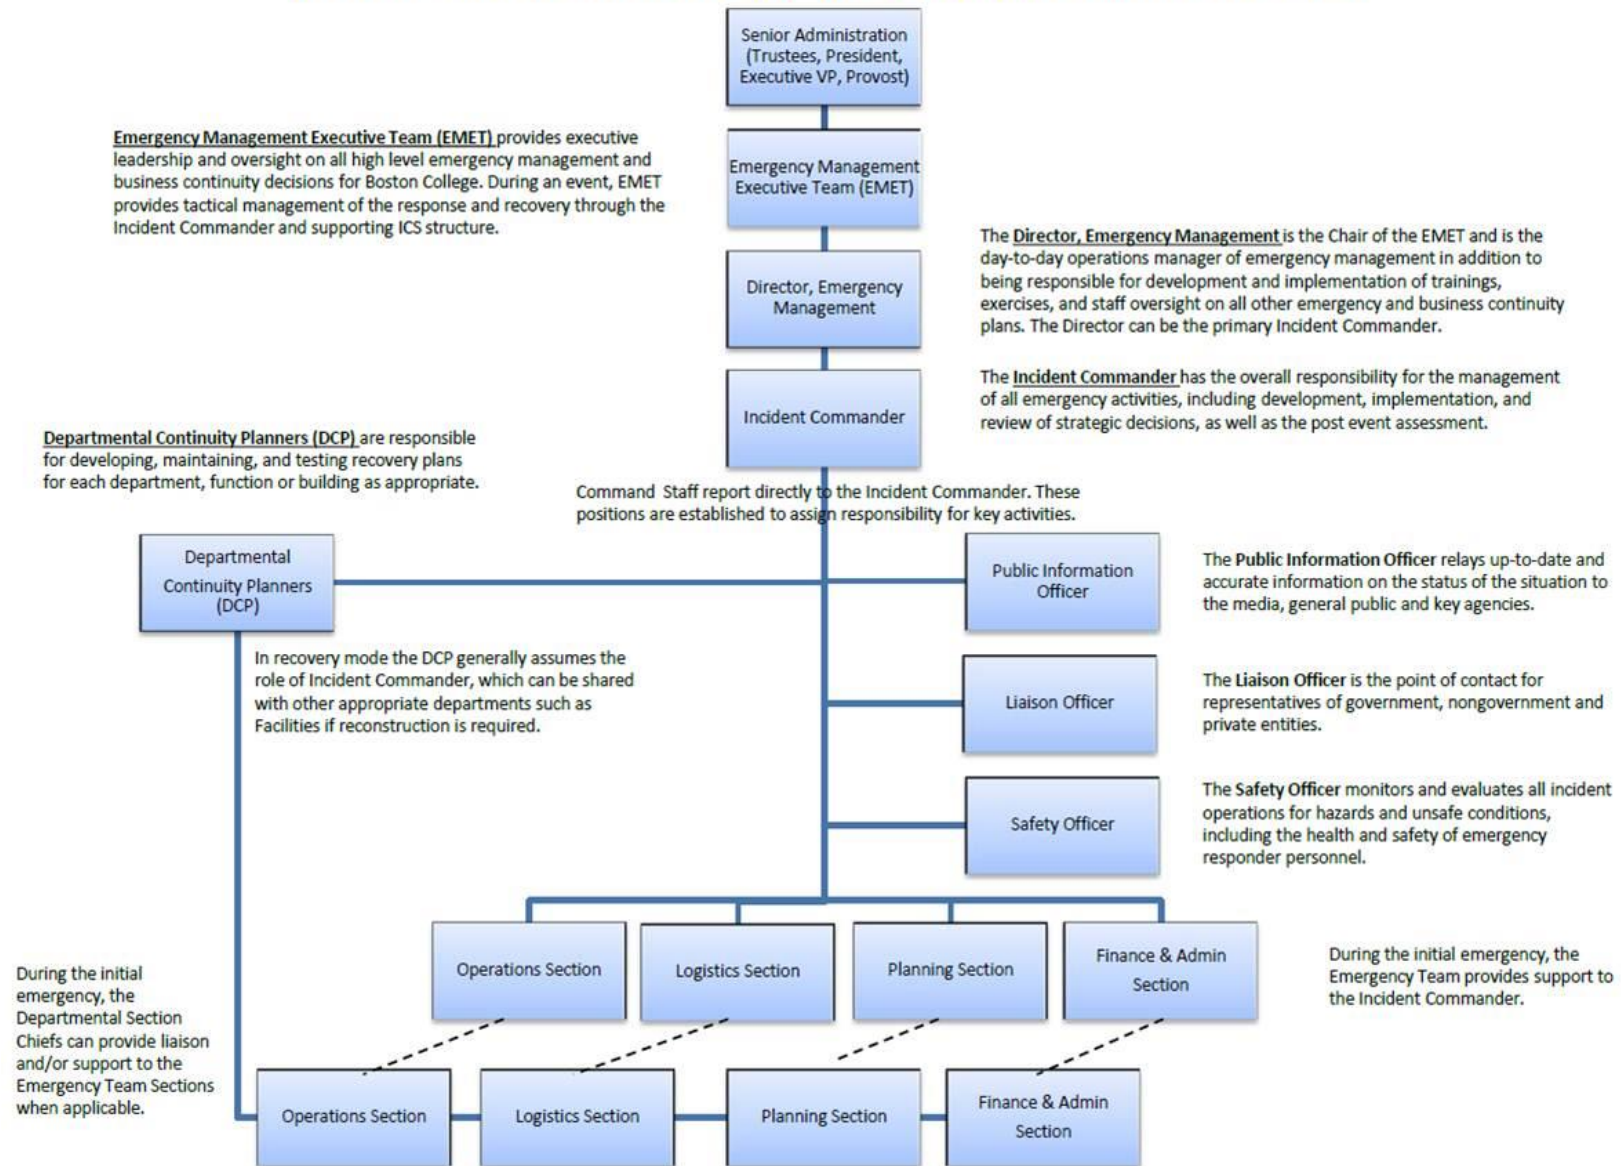 Senior Administration
(Trustees, President,
Executive VP, Provost)
Emergency Management Executive Team (EMET) provides executive
leadership and oversight on all high level emergency management and
business continuity decisions for Boston College. During an event, EMET
provides tactical management of the response and recovery through the
Incident Commander and supporting ICS structure.
Emergency Management
Executive Team (EMET)
The Director, Emergency Management is the Chair of the EMET and is the
day-to-day operations manager of emergency management in addition to
being responsible for development and implementation of trainings,
exercises, and staff oversight on all other emergency and business continuity
plans. The Director can be the primary Incident Commander.
Director, Emergency
Management
The Incident Commander has the overall responsibility for the management
of all emergency activities, including development, implementation, and
review of strategic decisions, as well as the post event assessment.
Incident Commander
Departmental Continuity Planners (DCP) are responsible
for developing, maintaining, and testing recovery plans
for each department, function or building as appropriate.
Command Staff report directly to the Incident Commander. These
positions are established to assign responsibility for key activities.
Departmental
Continuity Planners
(DCP)
Public Information
Officer
The Public Information Officer relays up-to-date and
accurate information on the status of the situation to
the media, general public and key agencies.
In recovery mode the DCP generally assumes the
role of Incident Commander, which can be shared
with other appropriate departments such as
Facilities if reconstruction is required.
Liaison Officer
The Liaison Officer is the point of contact for
representatives of government, nongovernment and
private entities.
Safety Officer
The Safety Officer monitors and evaluates all incident
operations for hazards and unsafe conditions,
including the health and safety of emergency
responder personnel.
Operations Section
Logistics Section
Planning Section
Finance & Admin
Section
During the initial emergency, the
Emergency Team provides support to
the Incident Commander.
During the initial
emergency, the
Departmental Section
Chiefs can provide liaison
and/or support to the
Emergency Team Sections
when applicable.
Operations Section
Logistics Section
Planning Section
Finance & Admin
Section